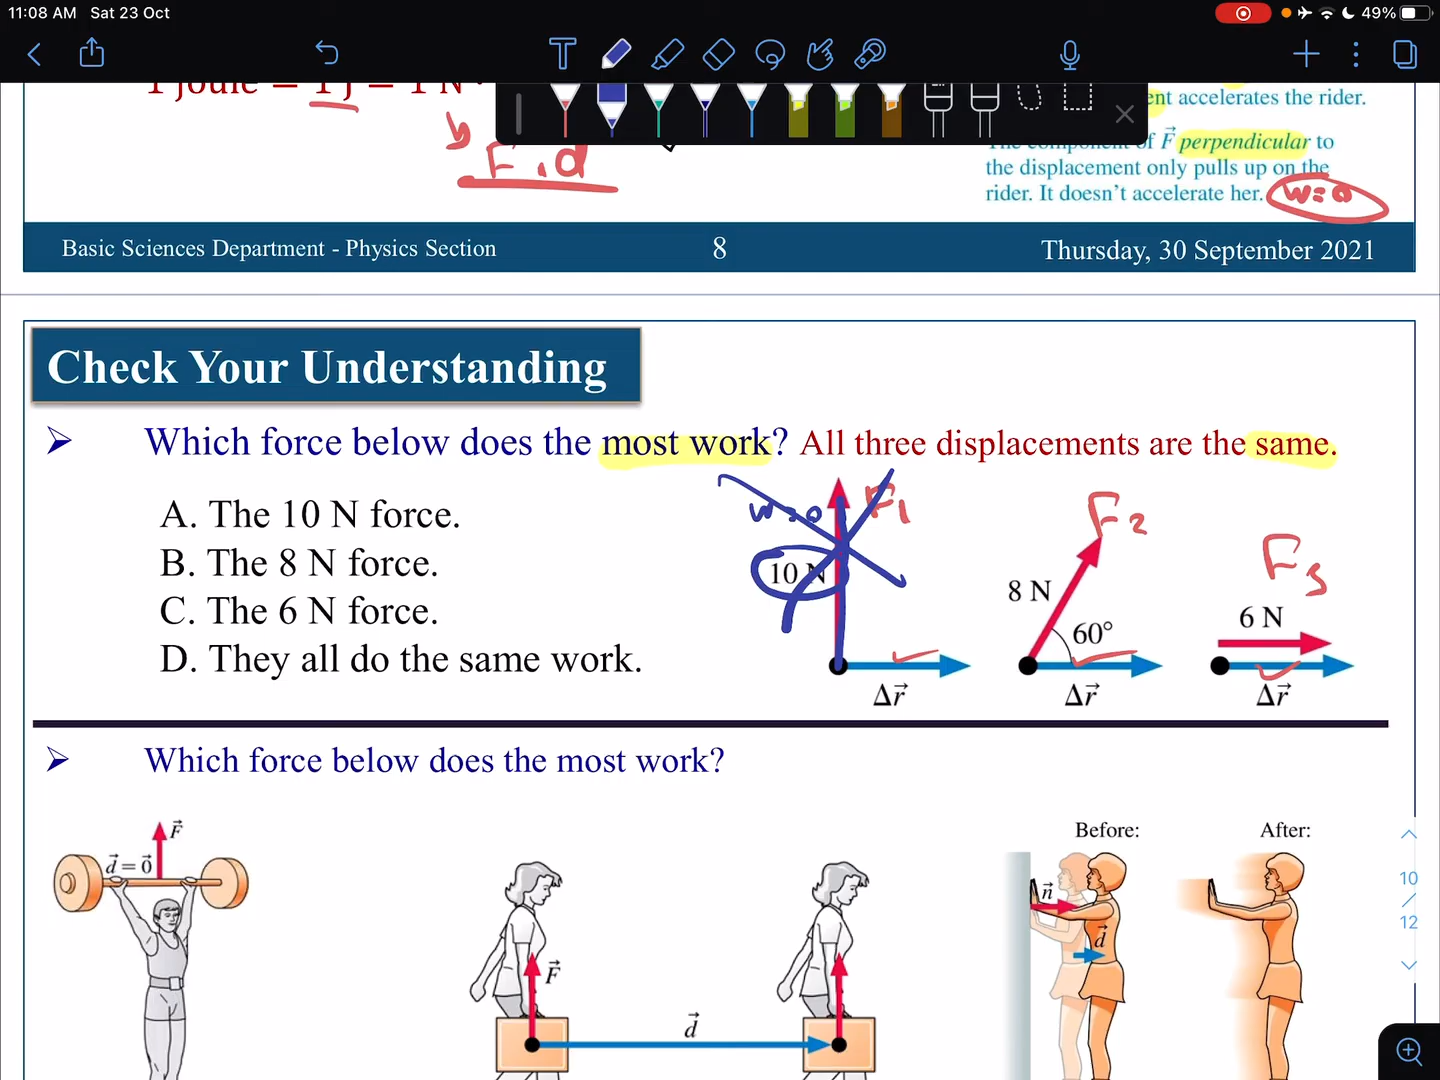 11:08 AM Sat 23 Oct
49%
1 joule = 1 J = 1 N
F . d
ent accelerates the rider.
of F⃗ perpendicular to
the displacement only pulls up on the
rider. It doesn't accelerate her. W=0
Basic Sciences Department - Physics Section
8
Thursday, 30 September 2021
Check Your Understanding
➢ Which force below does the most work? All three displacements are the same.
A. The 10 N force.
B. The 8 N force.
C. The 6 N force.
D. They all do the same work.
w=0
F1
10 N
Δr⃗
F2
8 N
60°
Δr⃗
F3
6 N
Δr⃗
➢ Which force below does the most work?
F⃗
d⃗ = 0⃗
F⃗
d⃗
Before:
After:
n⃗
d⃗
10
/
12